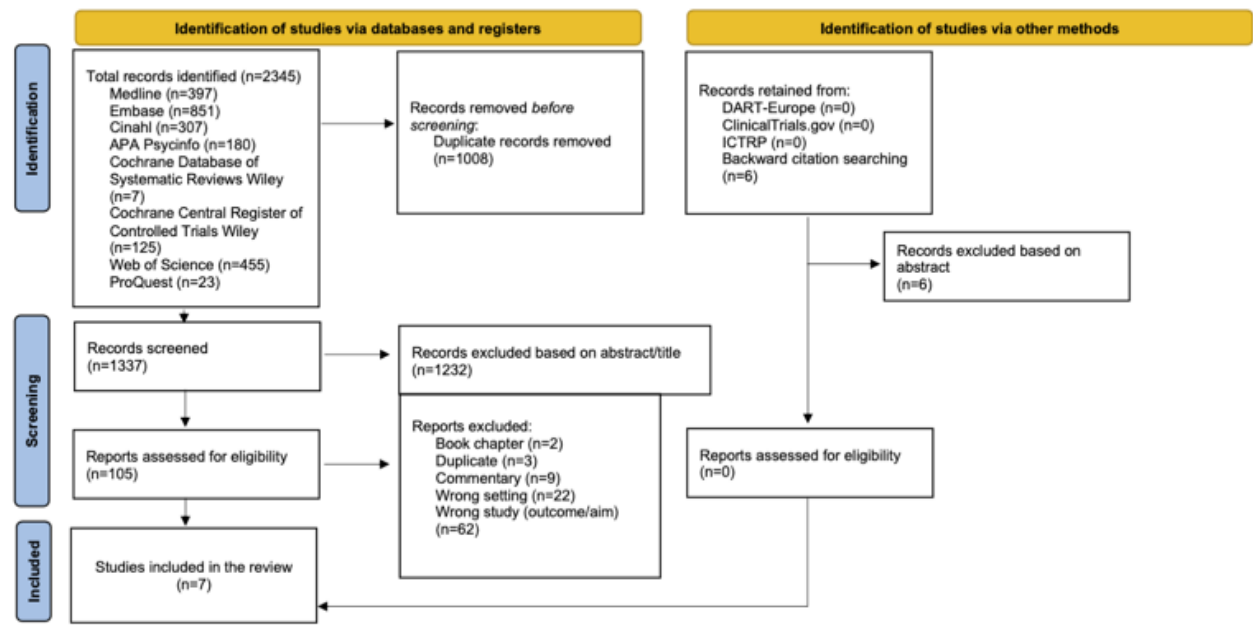 Identification of studies via databases and registers
Identification of studies via other methods
Identification
Total records identified (n=2345)
Medline (n=397)
Embase (n=851)
Cinahl (n=307)
APA Psycinfo (n=180)
Cochrane Database of
Systematic Reviews Wiley
(n=7)
Cochrane Central Register of
Controlled Trials Wiley
(n=125)
Web of Science (n=455)
ProQuest (n=23)
Records removed before
screening:
Duplicate records removed
(n=1008)
Records retained from:
DART-Europe (n=0)
ClinicalTrials.gov (n=0)
ICTRP (n=0)
Backward citation searching
(n=6)
Records excluded based on
abstract
(n=6)
Screening
Records screened
(n=1337)
Records excluded based on abstract/title
(n=1232)
Reports assessed for eligibility
(n=105)
Reports excluded:
Book chapter (n=2)
Duplicate (n=3)
Commentary (n=9)
Wrong setting (n=22)
Wrong study (outcome/aim)
(n=62)
Reports assessed for eligibility
(n=0)
Included
Studies included in the review
(n=7)